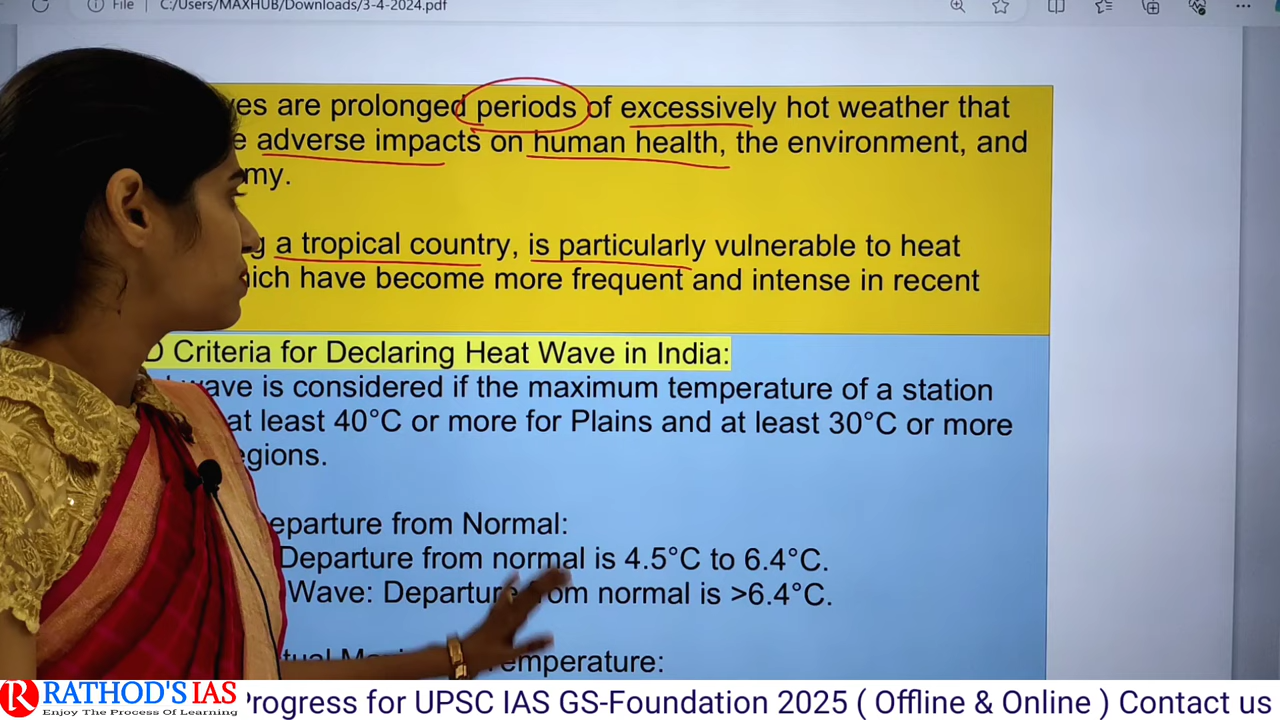 File | C:/Users/MAXHUB/Downloads/3-4-2024.pdf
are prolonged periods of excessively hot weather that
adverse impacts on human health, the environment, and
a tropical country, is particularly vulnerable to heat
have become more frequent and intense in recent
Criteria for Declaring Heat Wave in India:
wave is considered if the maximum temperature of a station
at least 40°C or more for Plains and at least 30°C or more
Departure from Normal:
Departure from normal is 4.5°C to 6.4°C.
Wave: Departure from normal is >6.4°C.
Temperature:
RATHOD'S IAS
Enjoy The Process Of Learning
Progress for UPSC IAS GS-Foundation 2025 ( Offline & Online ) Contact us